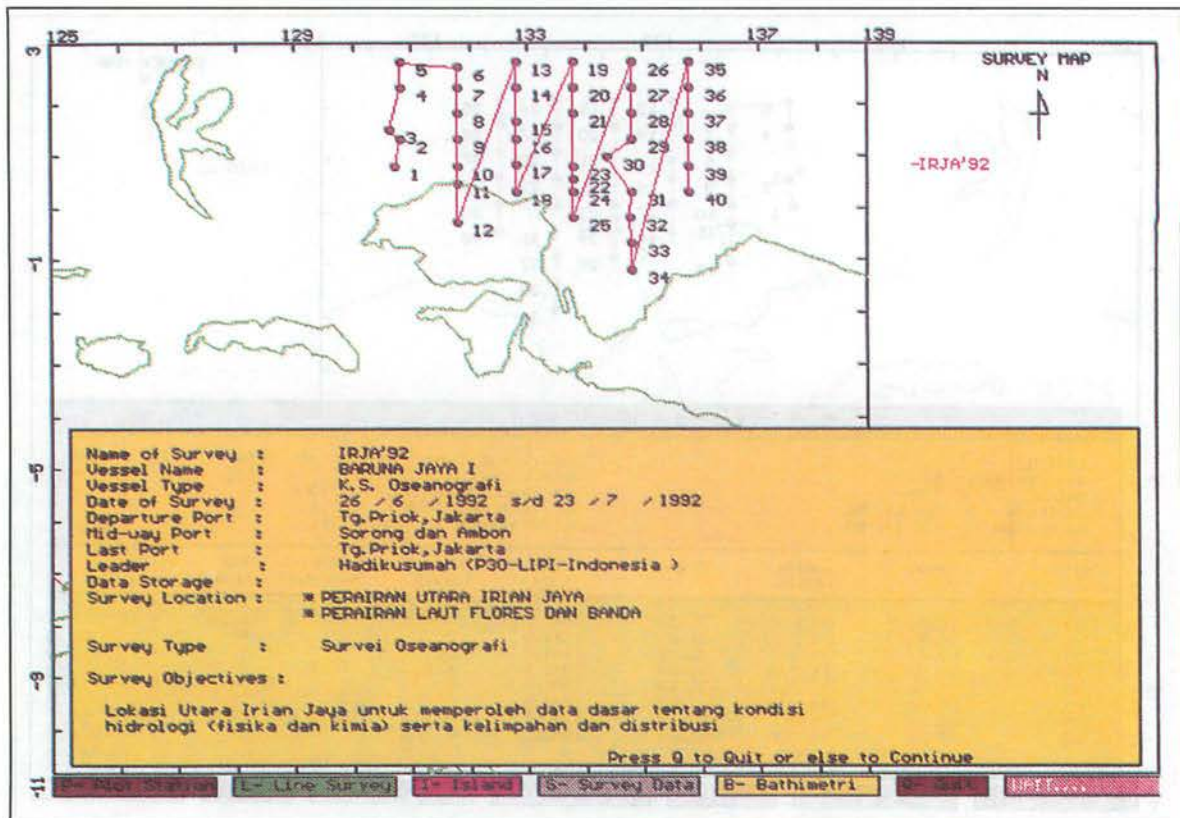 125 129 133 137 139
3
SURVEY MAP
N
5 6 13 19 26 35
4 7 14 20 27 36
8 15 21 28 37
3 2 9 16 29 38
1 10 17 23 30 39
11 18 22 24 31 40
12 25 32
33
34
-IRJA'92
-1
-5
-9
-11
Name of Survey : IRJA'92
Vessel Name : BARUNA JAYA I
Vessel Type : K.S. Oseanografi
Date of Survey : 26 / 6 / 1992 s/d 23 / 7 / 1992
Departure Port : Tg.Priok,Jakarta
Mid-way Port : Sorong dan Ambon
Last Port : Tg.Priok,Jakarta
Leader : Hadikusumah (P3O-LIPI-Indonesia )
Data Storage :
Survey Location : * PERAIRAN UTARA IRIAN JAYA
* PERAIRAN LAUT FLORES DAN BANDA
Survey Type : Survei Oseanografi
Survey Objectives :
Lokasi Utara Irian Jaya untuk memperoleh data dasar tentang kondisi
hidrologi (fisika dan kimia) serta kelimpahan dan distribusi
Press Q to Quit or else to Continue
P- Plot Station L- Line Survey I- Island S- Survey Data B- Bathimetri Q- Quit